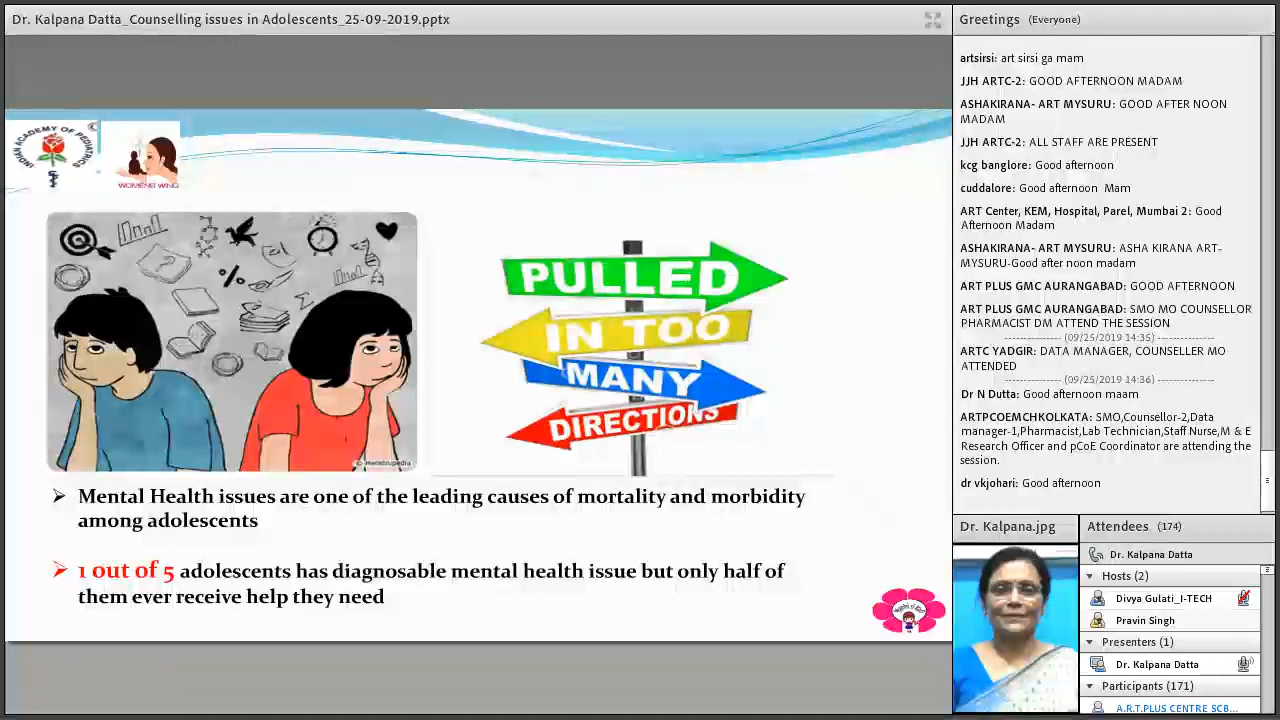 Dr. Kalpana Datta_Counselling issues in Adolescents_25-09-2019.pptx
INDIAN ACADEMY OF PEDIATRICS
WOMENS WING
© Menstrupedia
PULLED
IN TOO
MANY
DIRECTIONS
Mental Health issues are one of the leading causes of mortality and morbidity
among adolescents
1 out of 5 adolescents has diagnosable mental health issue but only half of
them ever receive help they need
Greetings (Everyone)
artsirsi: art sirsi ga mam
JJH ARTC-2: GOOD AFTERNOON MADAM
ASHAKIRANA- ART MYSURU: GOOD AFTER NOON
MADAM
JJH ARTC-2: ALL STAFF ARE PRESENT
kcg banglore: Good afternoon
cuddalore: Good afternoon Mam
ART Center, KEM, Hospital, Parel, Mumbai 2: Good
Afternoon Madam
ASHAKIRANA- ART MYSURU: ASHA KIRANA ART-
MYSURU-Good after noon madam
ART PLUS GMC AURANGABAD: GOOD AFTERNOON
ART PLUS GMC AURANGABAD: SMO MO COUNSELLOR
PHARMACIST DM ATTEND THE SESSION
--------------- (09/25/2019 14:35) ---------------
ARTC YADGIR: DATA MANAGER, COUNSELLER MO
ATTENDED
--------------- (09/25/2019 14:36) ---------------
Dr N Dutta: Good afternoon maam
ARTPCOEMCHKOLKATA: SMO,Counsellor-2,Data
manager-1,Pharmacist,Lab Technician,Staff Nurse,M & E
Research Officer and pCoE Coordinator are attending the
session.
dr vkjohari: Good afternoon
Dr. Kalpana.jpg
Attendees (174)
Dr. Kalpana Datta
Hosts (2)
Divya Gulati_I-TECH
Pravin Singh
Presenters (1)
Dr. Kalpana Datta
Participants (171)
A.R.T.PLUS CENTRE SCB...